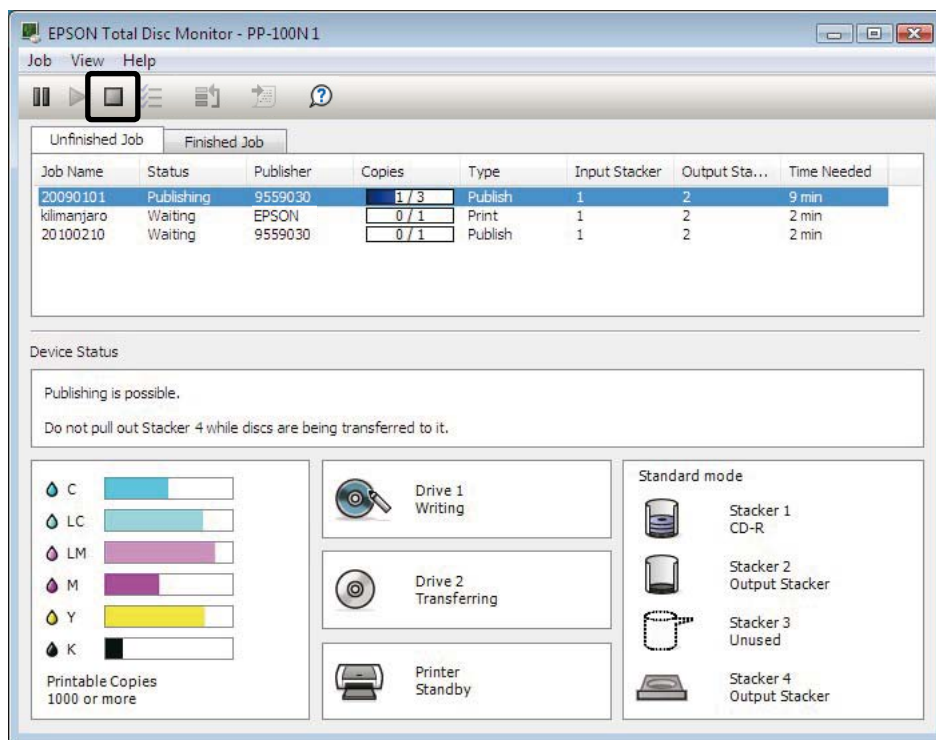 EPSON Total Disc Monitor - PP-100N 1
Job View Help
Unfinished Job Finished Job
Job Name Status Publisher Copies Type Input Stacker Output Sta... Time Needed
20090101 Publishing 9559030 1 / 3 Publish 1 2 9 min
kilimanjaro Waiting EPSON 0 / 1 Print 1 2 2 min
20100210 Waiting 9559030 0 / 1 Publish 1 2 2 min
Device Status
Publishing is possible.
Do not pull out Stacker 4 while discs are being transferred to it.
C
LC
LM
M
Y
K
Printable Copies
1000 or more
Drive 1
Writing
Drive 2
Transferring
Printer
Standby
Standard mode
Stacker 1
CD-R
Stacker 2
Output Stacker
Stacker 3
Unused
Stacker 4
Output Stacker